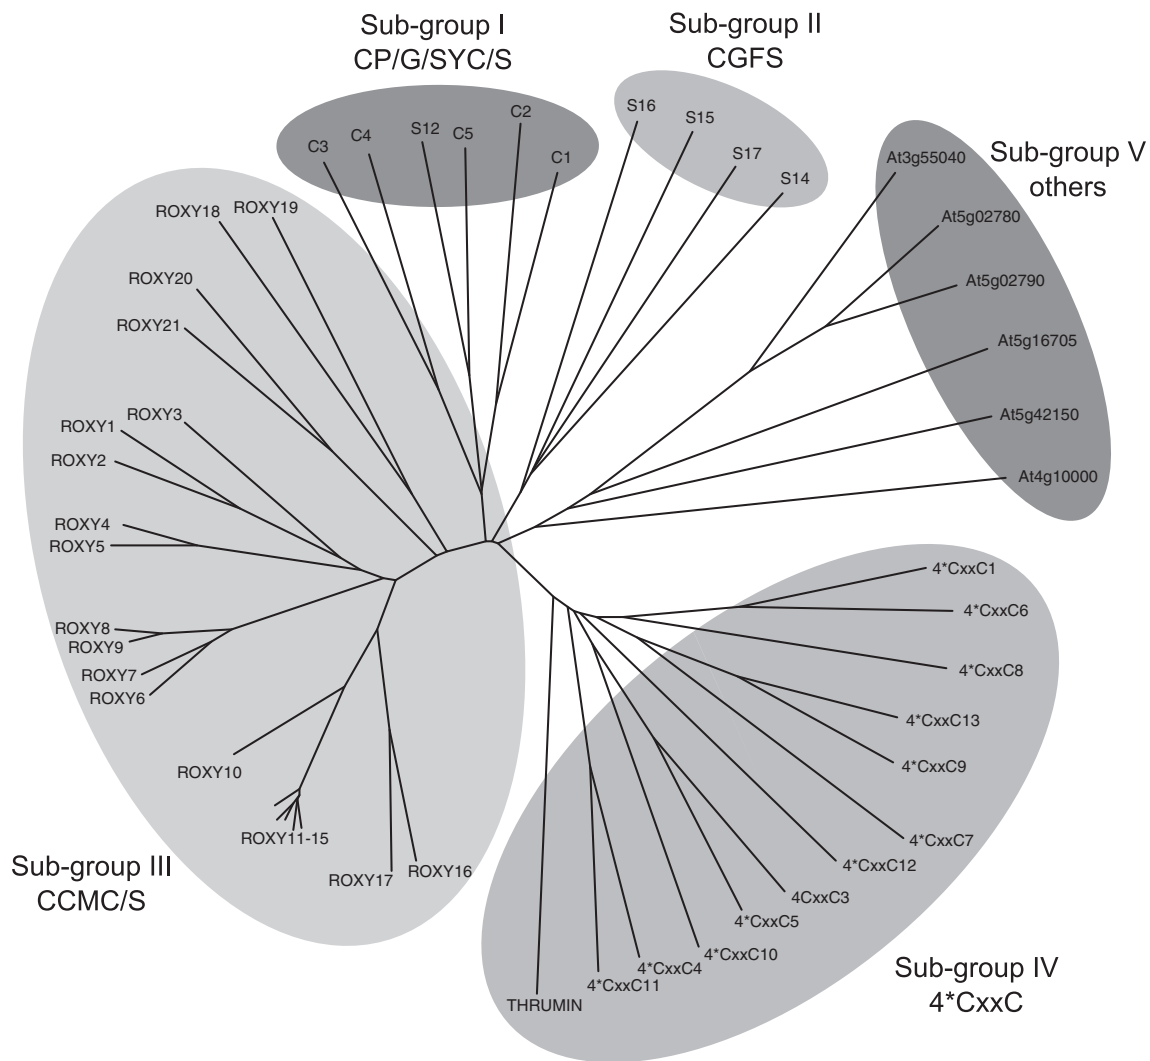 Sub-group I
CP/G/SYC/S
Sub-group II
CGFS
C3
C4
S12
C5
C2
C1
S16
S15
S17
S14
Sub-group V
others
At3g55040
At5g02780
At5g02790
At5g16705
At5g42150
At4g10000
ROXY18
ROXY19
ROXY20
ROXY21
ROXY3
ROXY1
ROXY2
ROXY4
ROXY5
ROXY8
ROXY9
ROXY7
ROXY6
ROXY10
ROXY11-15
ROXY17
ROXY16
Sub-group III
CCMC/S
4*CxxC1
4*CxxC6
4*CxxC8
4*CxxC13
4*CxxC9
4*CxxC7
4*CxxC12
4CxxC3
4*CxxC5
4*CxxC10
4*CxxC4
4*CxxC11
THRUMIN
Sub-group IV
4*CxxC